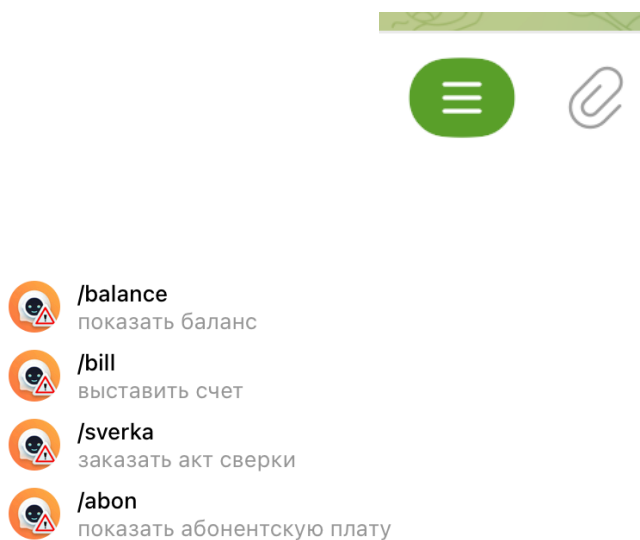 /balance
показать баланс
/bill
выставить счет
/sverka
заказать акт сверки
/abon
показать абонентскую плату